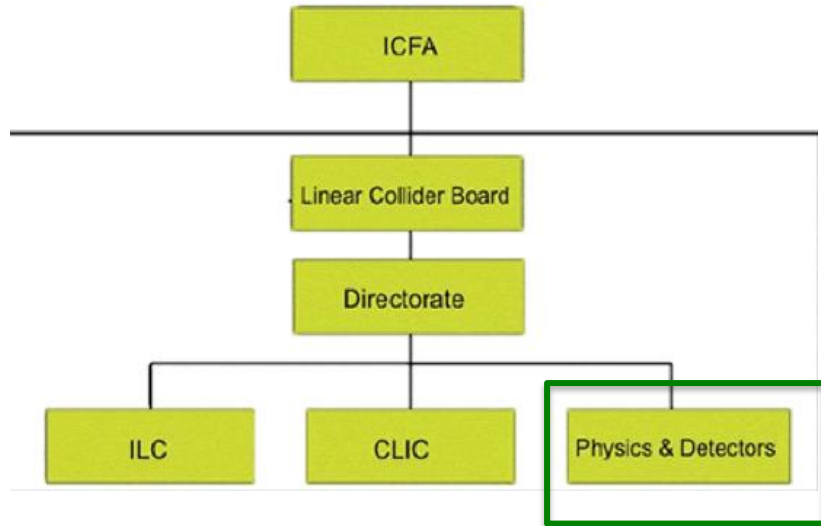 ICFA
Linear Collider Board
Directorate
ILC
CLIC
Physics & Detectors